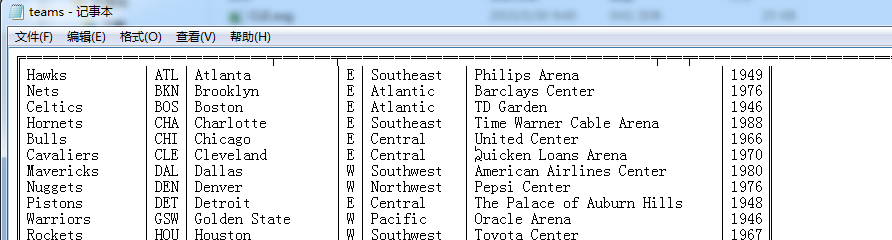 teams - 记事本
文件(F) 编辑(E) 格式(O) 查看(V) 帮助(H)
Hawks ATL Atlanta E Southeast Philips Arena 1949
Nets BKN Brooklyn E Atlantic Barclays Center 1976
Celtics BOS Boston E Atlantic TD Garden 1946
Hornets CHA Charlotte E Southeast Time Warner Cable Arena 1988
Bulls CHI Chicago E Central United Center 1966
Cavaliers CLE Cleveland E Central Quicken Loans Arena 1970
Mavericks DAL Dallas W Southwest American Airlines Center 1980
Nuggets DEN Denver W Northwest Pepsi Center 1976
Pistons DET Detroit E Central The Palace of Auburn Hills 1948
Warriors GSW Golden State W Pacific Oracle Arena 1946
Rockets HOU Houston W Southwest Toyota Center 1967